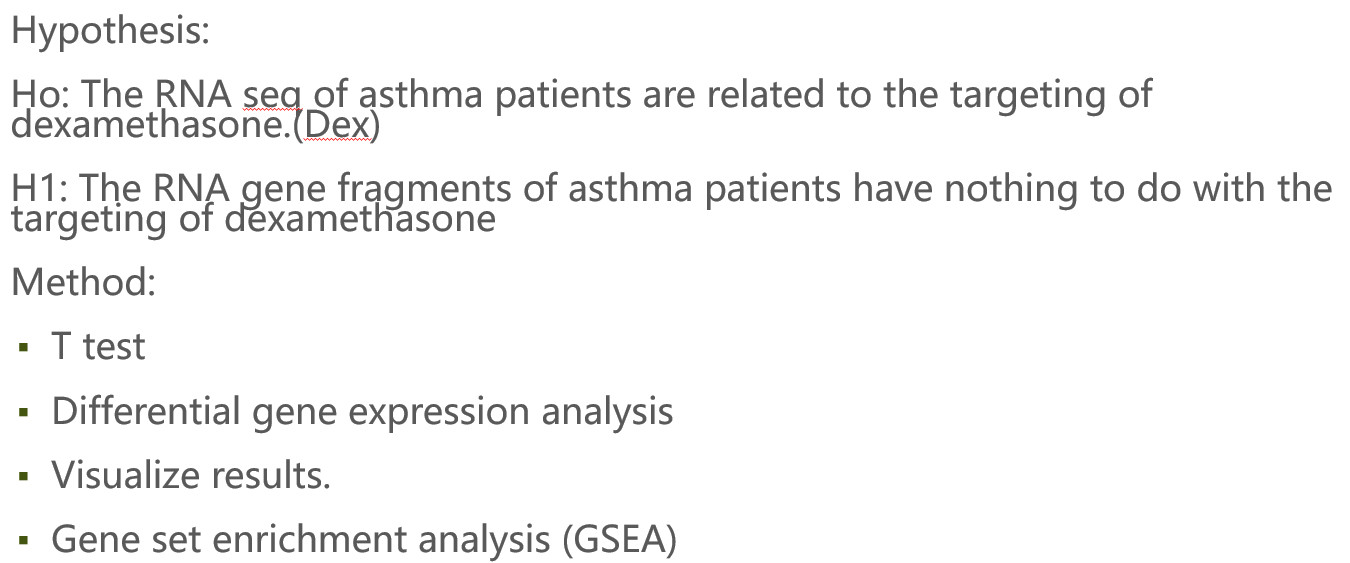 Hypothesis:
Ho: The RNA seq of asthma patients are related to the targeting of
dexamethasone.(Dex)
H1: The RNA gene fragments of asthma patients have nothing to do with the
targeting of dexamethasone
Method:
▪ T test
▪ Differential gene expression analysis
▪ Visualize results.
▪ Gene set enrichment analysis (GSEA)